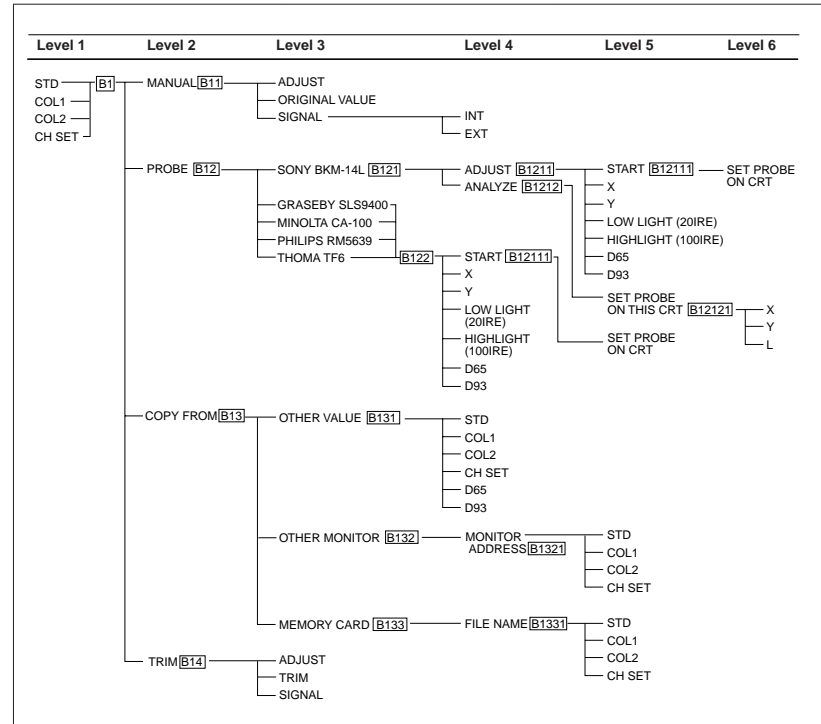 Level 1 Level 2 Level 3 Level 4 Level 5 Level 6
STD B1 MANUAL B11 ADJUST
COL1 ORIGINAL VALUE
COL2 SIGNAL INT
CH SET EXT
PROBE B12 SONY BKM-14L B121 ADJUST B1211 START B12111 SET PROBE
ON CRT
ANALYZE B1212 X
Y
GRASEBY SLS9400 LOW LIGHT (20IRE)
MINOLTA CA-100 HIGHLIGHT (100IRE)
PHILIPS RM5639
THOMA TF6 B122 START B12111 D65
X D93
Y SET PROBE
ON THIS CRT B12121 X
LOW LIGHT
(20IRE) Y
HIGHLIGHT
(100IRE) SET PROBE
ON CRT L
D65
D93
COPY FROM B13 OTHER VALUE B131 STD
COL1
COL2
CH SET
D65
D93
OTHER MONITOR B132 MONITOR
ADDRESS B1321 STD
COL1
COL2
CH SET
MEMORY CARD B133 FILE NAME B1331 STD
COL1
COL2
CH SET
TRIM B14 ADJUST
TRIM
SIGNAL